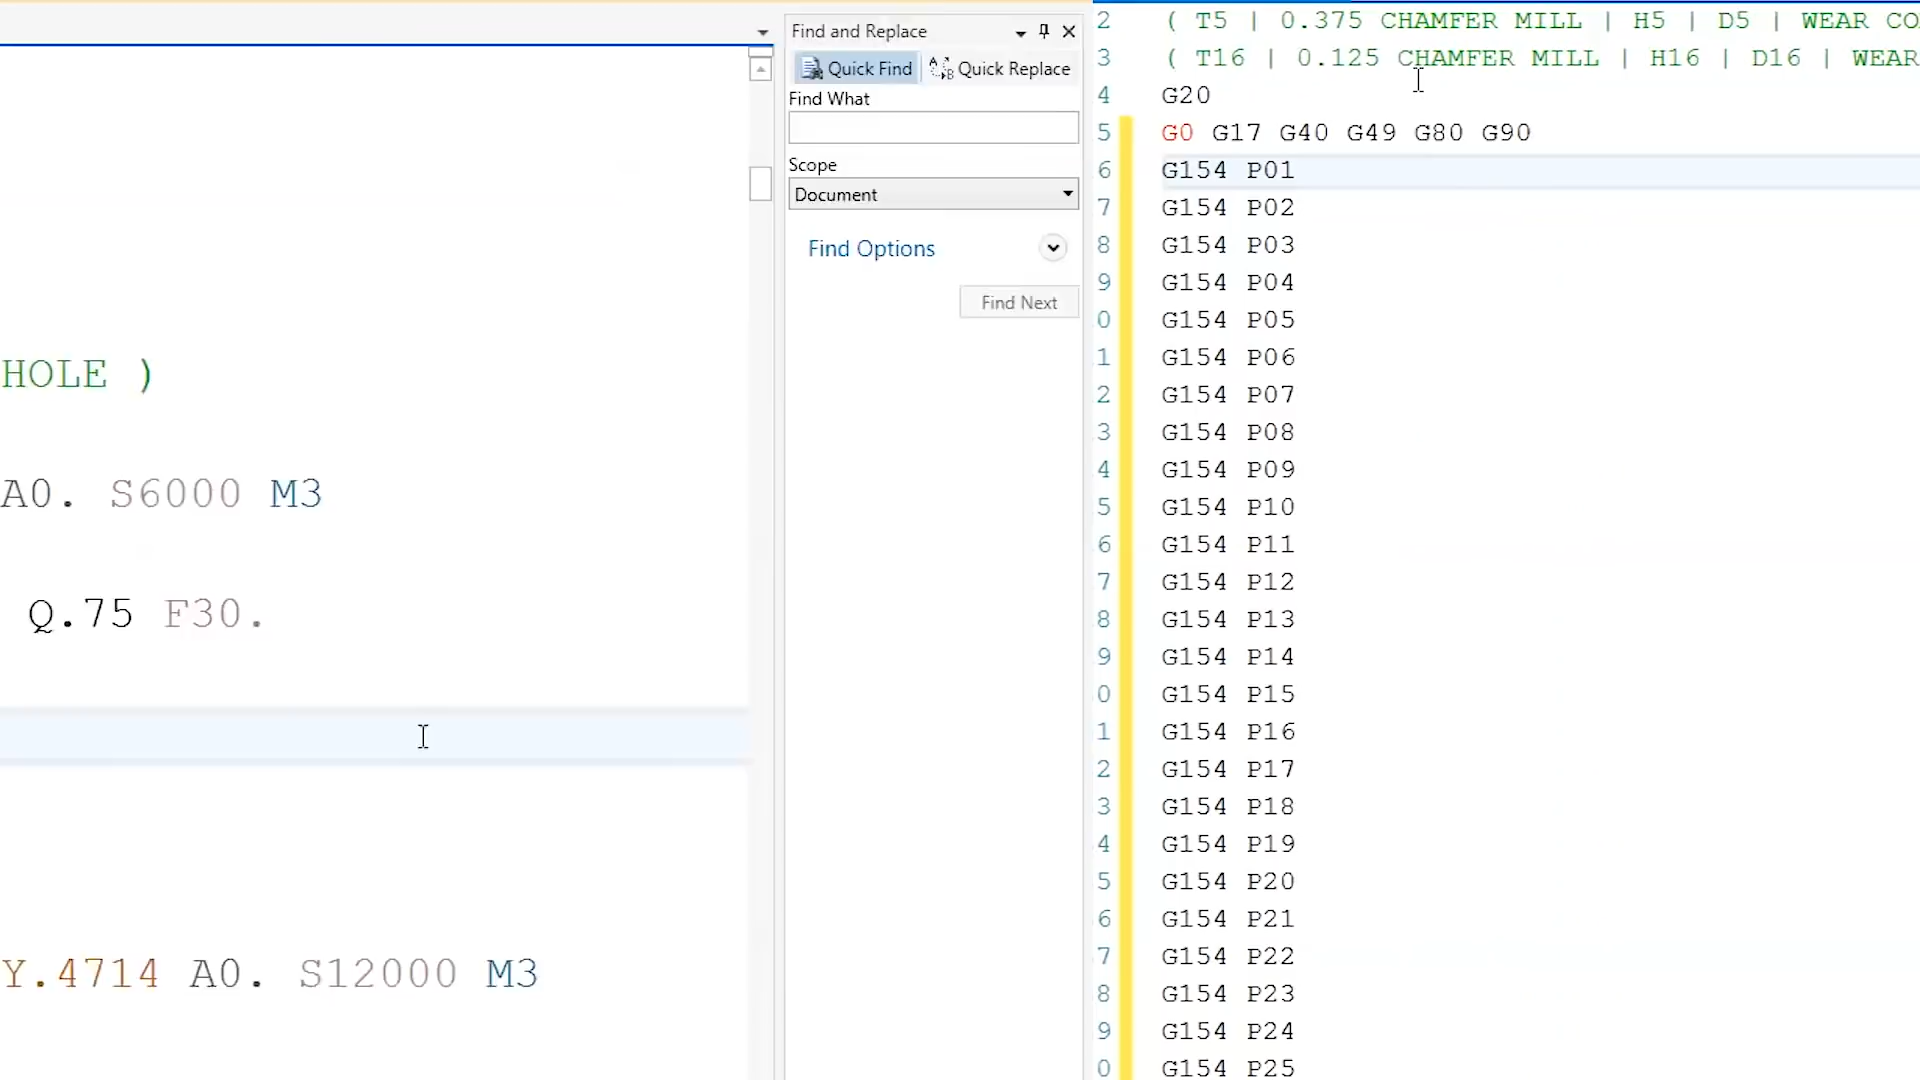 HOLE )
A0. S6000 M3
Q.75 F30.
Y.4714 A0. S12000 M3
Find and Replace
Quick Find
Quick Replace
Find What
Scope
Document
Find Options
Find Next
2 ( T5 | 0.375 CHAMFER MILL | H5 | D5 | WEAR CO
3 ( T16 | 0.125 CHAMFER MILL | H16 | D16 | WEAR
4 G20
5 G0 G17 G40 G49 G80 G90
6 G154 P01
7 G154 P02
8 G154 P03
9 G154 P04
0 G154 P05
1 G154 P06
2 G154 P07
3 G154 P08
4 G154 P09
5 G154 P10
6 G154 P11
7 G154 P12
8 G154 P13
9 G154 P14
0 G154 P15
1 G154 P16
2 G154 P17
3 G154 P18
4 G154 P19
5 G154 P20
6 G154 P21
7 G154 P22
8 G154 P23
9 G154 P24
0 G154 P25